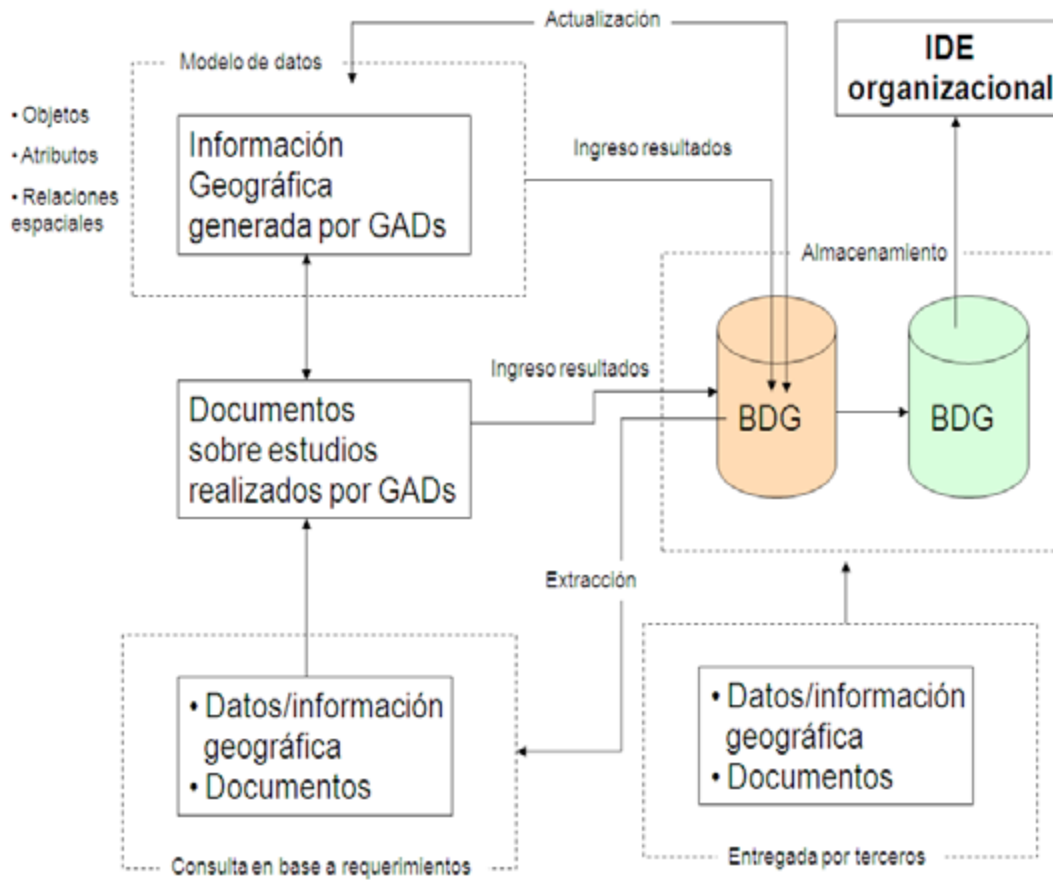 Actualización
IDE
organizacional
Modelo de datos
• Objetos
• Atributos
• Relaciones
espaciales
Información
Geográfica
generada por GADs
Ingreso resultados
Almacenamiento
Ingreso resultados
Documentos
sobre estudios
realizados por GADs
BDG
BDG
Extracción
• Datos/información
geográfica
• Documentos
Consulta en base a requerimientos
• Datos/información
geográfica
• Documentos
Entregada por terceros